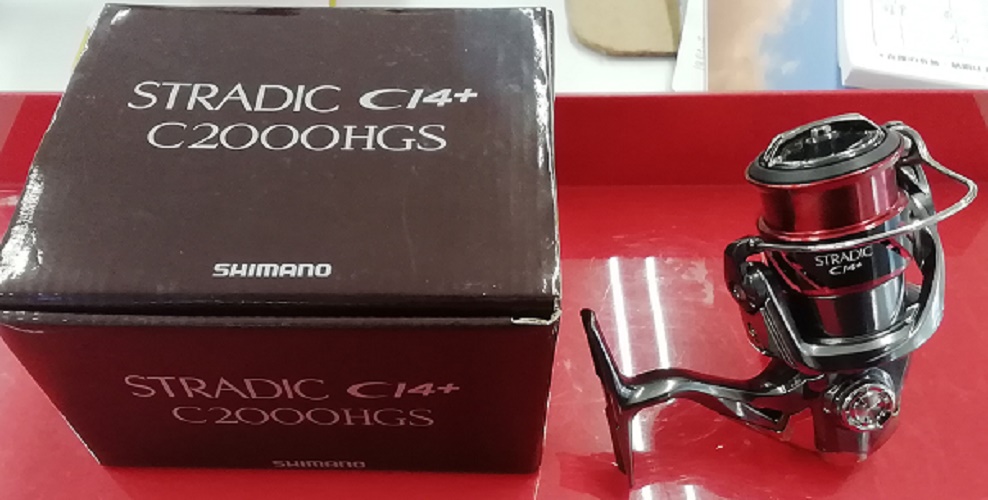 STRADIC CI4+
C2000HGS
SHIMANO
STRADIC CI4+
C2000HGS
SHIMANO
STRADIC
CI4+